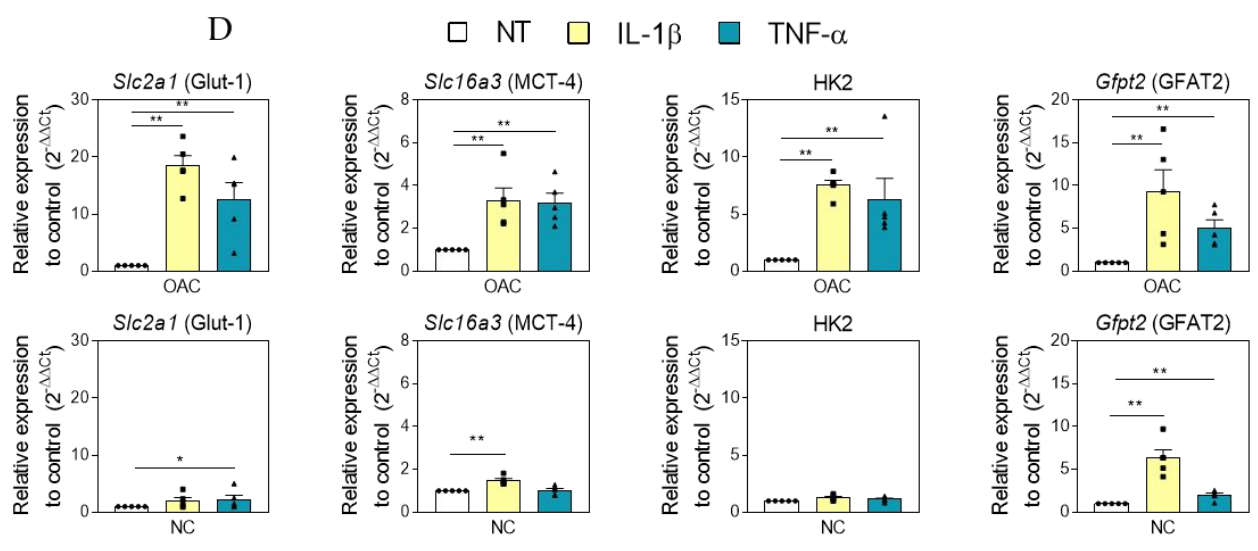 D
NT IL-1β TNF-α
Slc2a1 (Glut-1)
Relative expression
to control (2^-ΔΔCt)
30
20
10
0
**
**
OAC
Slc16a3 (MCT-4)
Relative expression
to control (2^-ΔΔCt)
8
6
4
2
0
**
**
OAC
HK2
Relative expression
to control (2^-ΔΔCt)
15
10
5
0
**
**
OAC
Gfpt2 (GFAT2)
Relative expression
to control (2^-ΔΔCt)
20
15
10
5
0
**
**
OAC
Slc2a1 (Glut-1)
Relative expression
to control (2^-ΔΔCt)
30
20
10
0
*
NC
Slc16a3 (MCT-4)
Relative expression
to control (2^-ΔΔCt)
8
6
4
2
0
**
NC
HK2
Relative expression
to control (2^-ΔΔCt)
15
10
5
0
NC
Gfpt2 (GFAT2)
Relative expression
to control (2^-ΔΔCt)
20
15
10
5
0
**
**
NC